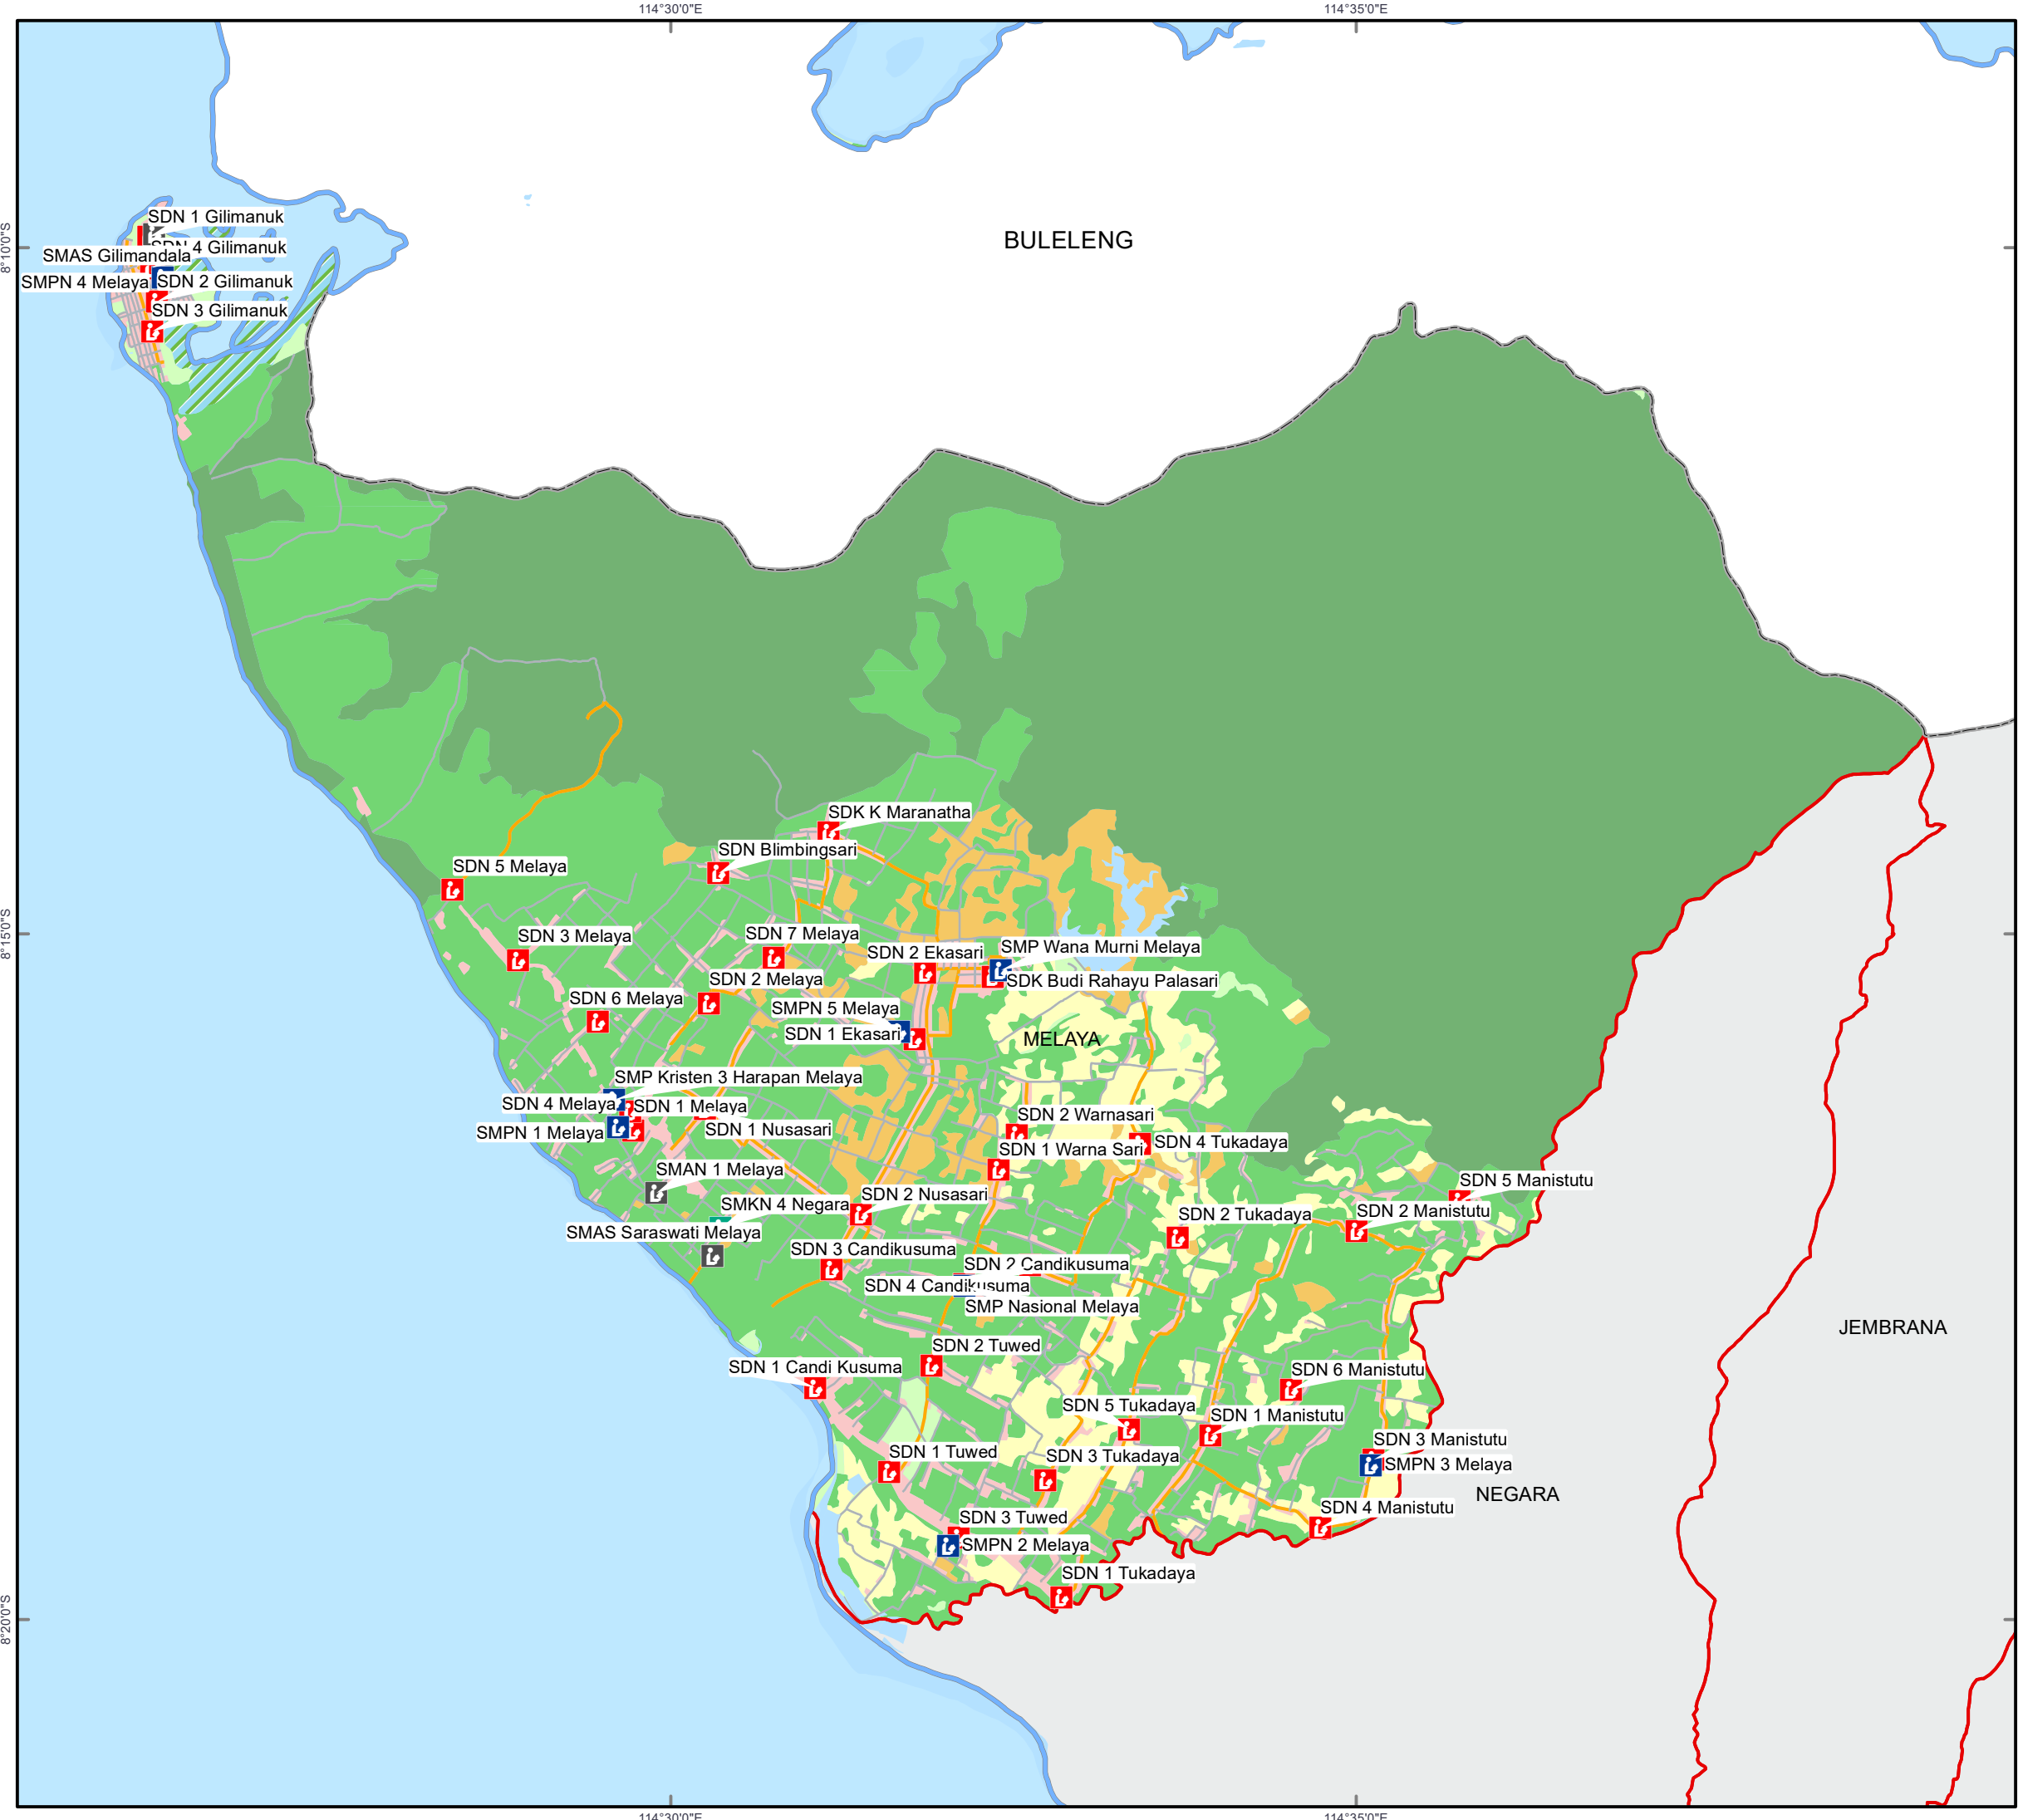 114°30'0"E
114°35'0"E
8°10'0"S
BULELENG
SDN 1 Gilimanuk
SDN 4 Gilimanuk
SMAS Gilimandala
SMPN 4 Melaya
SDN 2 Gilimanuk
SDN 3 Gilimanuk
SDK K Maranatha
SDN Blimbingsari
SDN 5 Melaya
8°15'0"S
SDN 7 Melaya
SDN 3 Melaya
SMP Wana Murni Melaya
SDN 2 Ekasari
SDN 2 Melaya
SDK Budi Rahayu Palasari
SDN 6 Melaya
SMPN 5 Melaya
SDN 1 Ekasari
MELAYA
SMP Kristen 3 Harapan Melaya
SDN 4 Melaya
SDN 1 Melaya
SDN 2 Warnasari
SMPN 1 Melaya
SDN 1 Nusasari
SDN 4 Tukadaya
SDN 1 Warna Sari
SMAN 1 Melaya
SDN 5 Manistutu
SDN 2 Nusasari
SMKN 4 Negara
SDN 2 Tukadaya
SDN 2 Manistutu
SMAS Saraswati Melaya
SDN 3 Candikusuma
SDN 2 Candikusuma
SDN 4 Candikusuma
SMP Nasional Melaya
JEMBRANA
SDN 2 Tuwed
SDN 1 Candi Kusuma
SDN 6 Manistutu
SDN 5 Tukadaya
SDN 1 Manistutu
SDN 3 Manistutu
SDN 1 Tuwed
SDN 3 Tukadaya
SMPN 3 Melaya
NEGARA
SDN 4 Manistutu
SDN 3 Tuwed
SMPN 2 Melaya
SDN 1 Tukadaya
8°20'0"S
114°30'0"E
114°35'0"E